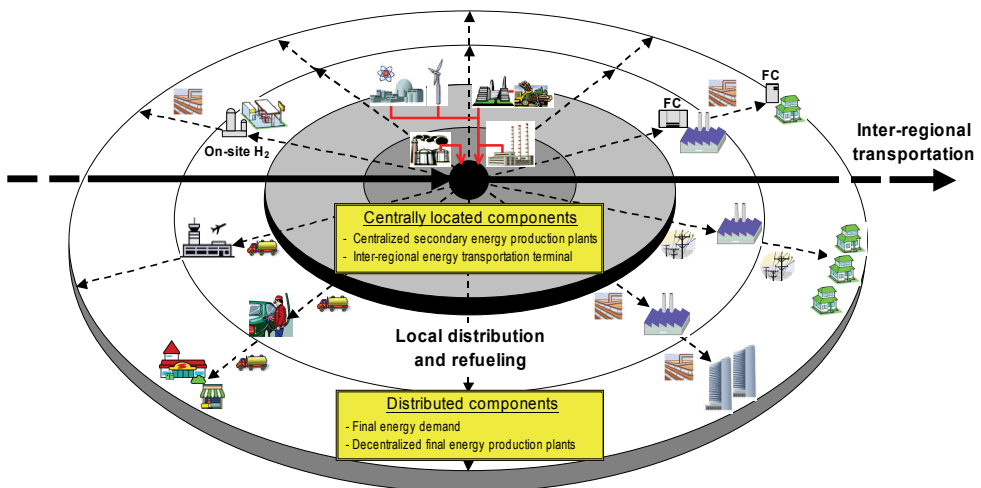 FC
FC
On-site H₂
Inter-regional
transportation
Centrally located components
- Centralized secondary energy production plants
- Inter-regional energy transportation terminal
Local distribution
and refueling
Distributed components
- Final energy demand
- Decentralized final energy production plants